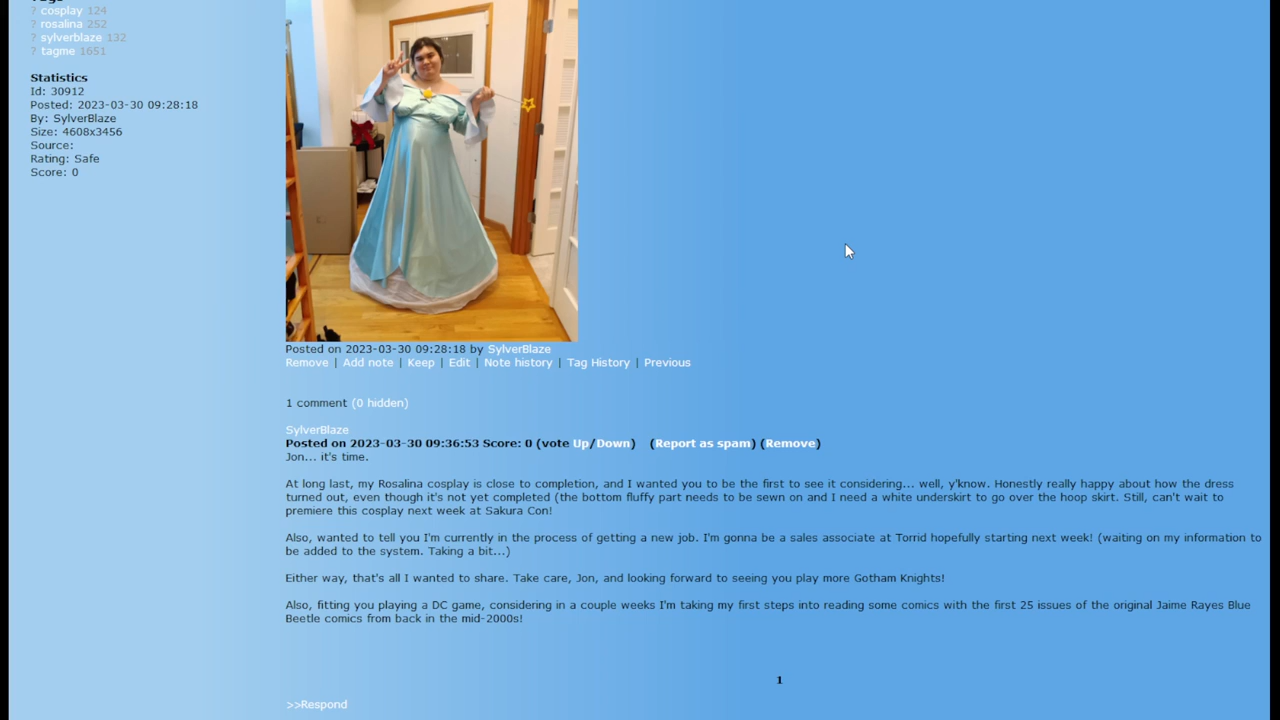 ? cosplay 124
? rosalina 252
? sylverblaze 132
? tagme 1651
Statistics
Id: 30912
Posted: 2023-03-30 09:28:18
By: SylverBlaze
Size: 4608x3456
Source:
Rating: Safe
Score: 0
Posted on 2023-03-30 09:28:18 by SylverBlaze
Remove | Add note | Keep | Edit | Note history | Tag History | Previous
1 comment (0 hidden)
SylverBlaze
Posted on 2023-03-30 09:36:53 Score: 0 (vote Up/Down) (Report as spam) (Remove)
Jon... it's time.
At long last, my Rosalina cosplay is close to completion, and I wanted you to be the first to see it considering... well, y'know. Honestly really happy about how the dress
turned out, even though it's not yet completed (the bottom fluffy part needs to be sewn on and I need a white underskirt to go over the hoop skirt. Still, can't wait to
premiere this cosplay next week at Sakura Con!
Also, wanted to tell you I'm currently in the process of getting a new job. I'm gonna be a sales associate at Torrid hopefully starting next week! (waiting on my information to
be added to the system. Taking a bit...)
Either way, that's all I wanted to share. Take care, Jon, and looking forward to seeing you play more Gotham Knights!
Also, fitting you playing a DC game, considering in a couple weeks I'm taking my first steps into reading some comics with the first 25 issues of the original Jaime Rayes Blue
Beetle comics from back in the mid-2000s!
1
>>Respond